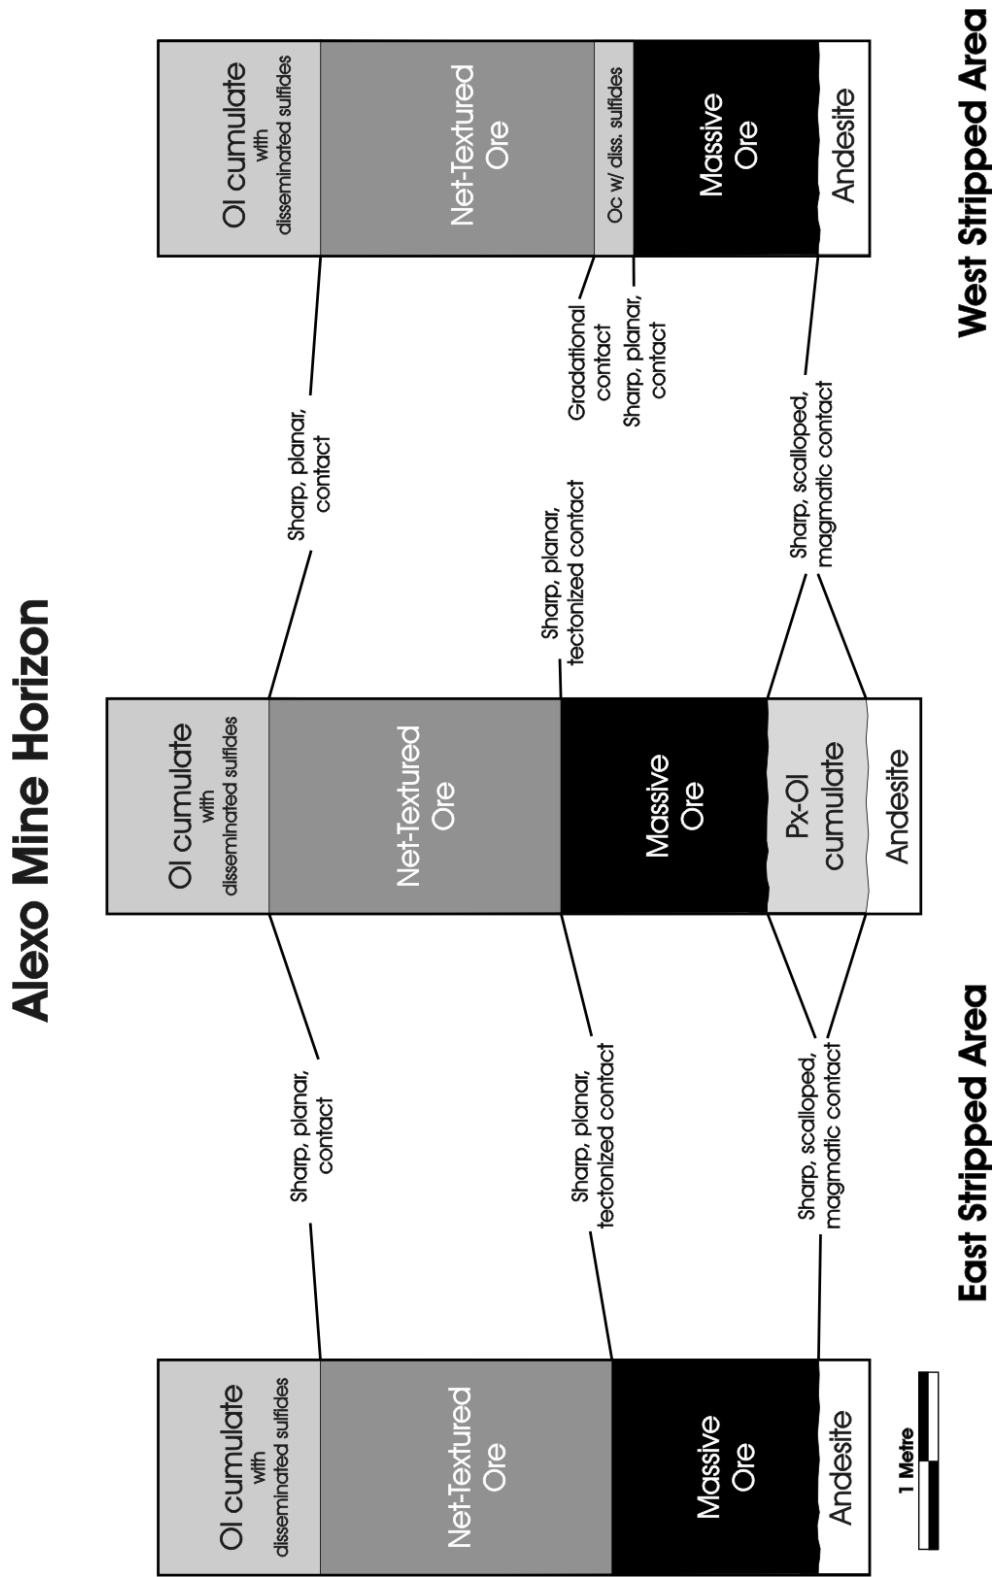 Alexo Mine Horizon
Ol cumulate
with
disseminated sulfides
Net-Textured
Ore
Massive
Ore
Andesite
Sharp, planar,
contact
Sharp, planar,
tectonized contact
Sharp, scalloped,
magmatic contact
Ol cumulate
with
disseminated sulfides
Net-Textured
Ore
Massive
Ore
Px-Ol
cumulate
Andesite
Sharp, planar,
contact
Sharp, planar,
tectonized contact
Gradational
contact
Sharp, planar,
contact
Sharp, scalloped,
magmatic contact
Ol cumulate
with
disseminated sulfides
Net-Textured
Ore
Oc w/ diss. sulfides
Massive
Ore
Andesite
1 Metre
East Stripped Area
West Stripped Area